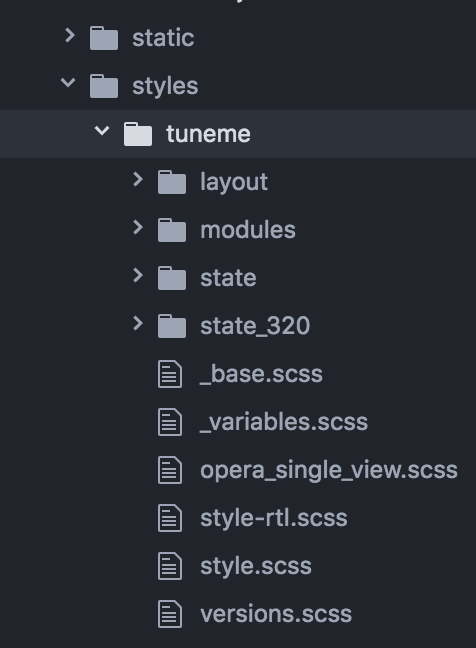 static
styles
tuneme
layout
modules
state
state_320
_base.scss
_variables.scss
opera_single_view.scss
style-rtl.scss
style.scss
versions.scss